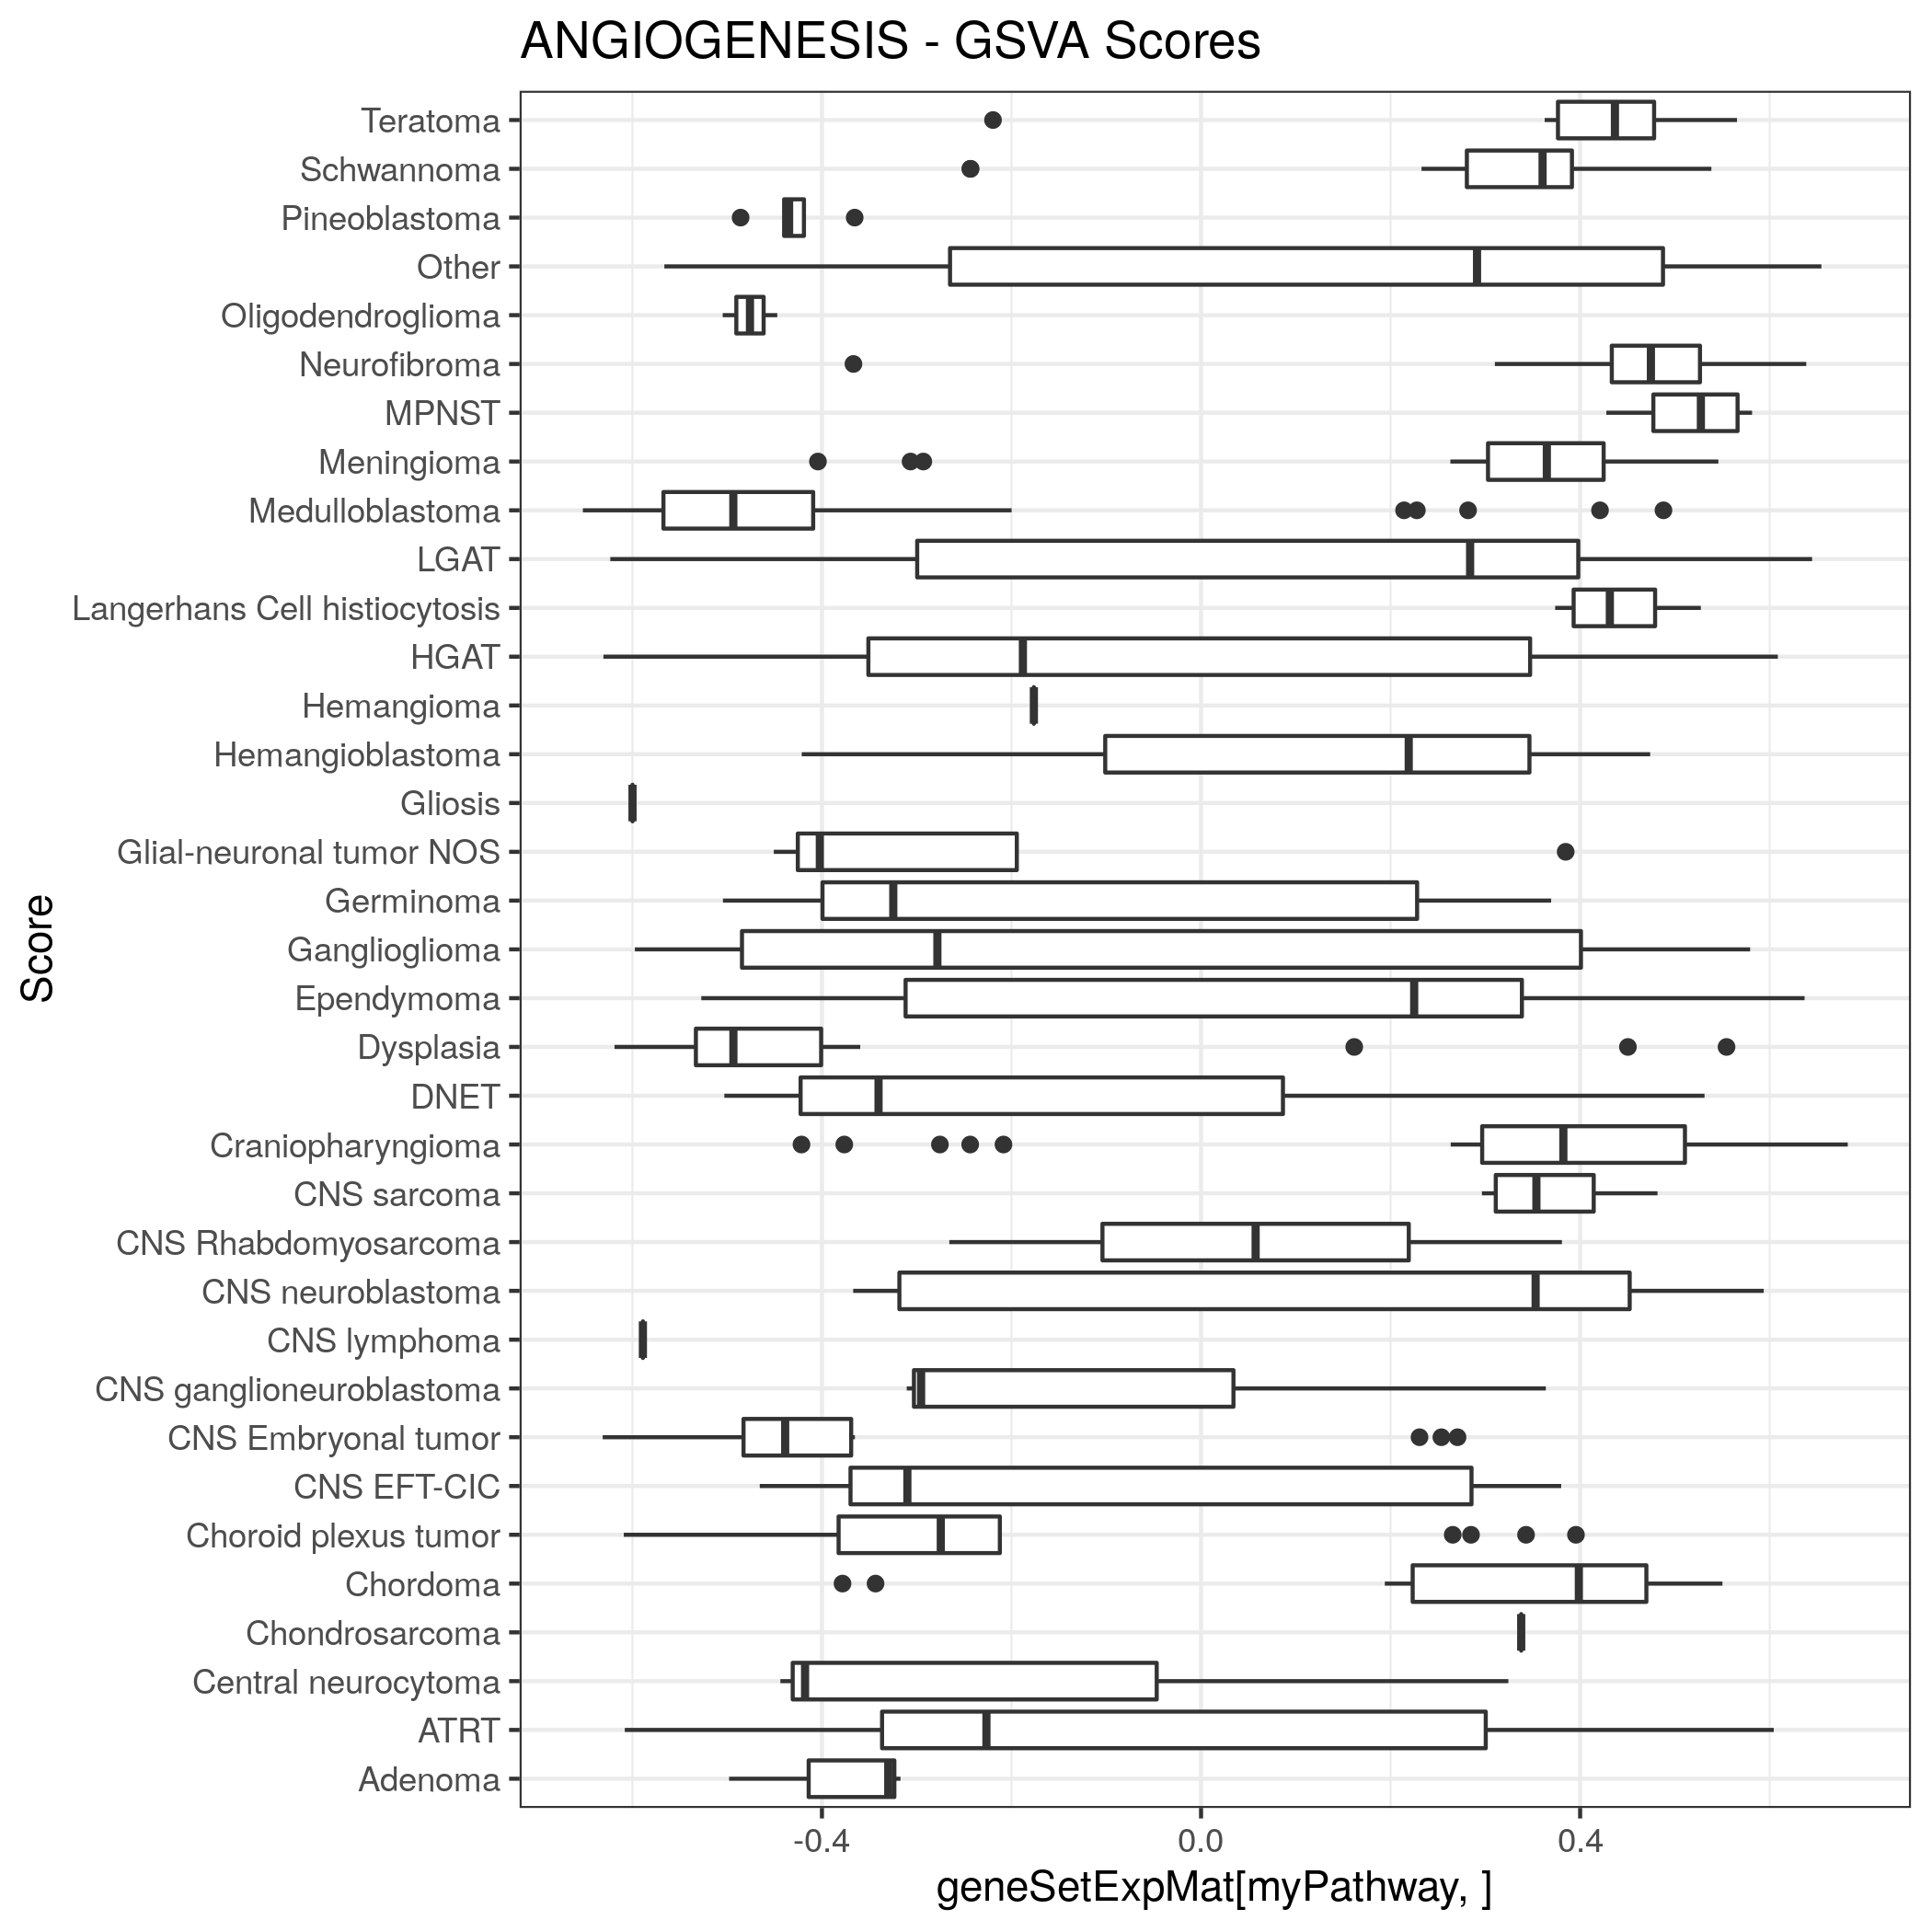 ANGIOGENESIS - GSVA Scores
Teratoma
Schwannoma
Pineoblastoma
Other
Oligodendroglioma
Neurofibroma
MPNST
Meningioma
Medulloblastoma
LGAT
Langerhans Cell histiocytosis
HGAT
Hemangioma
Hemangioblastoma
Gliosis
Glial-neuronal tumor NOS
Germinoma
Ganglioglioma
Ependymoma
Dysplasia
DNET
Craniopharyngioma
CNS sarcoma
CNS Rhabdomyosarcoma
CNS neuroblastoma
CNS lymphoma
CNS ganglioneuroblastoma
CNS Embryonal tumor
CNS EFT-CIC
Choroid plexus tumor
Chordoma
Chondrosarcoma
Central neurocytoma
ATRT
Adenoma
Score
-0.4 0.0 0.4
geneSetExpMat[myPathway, ]